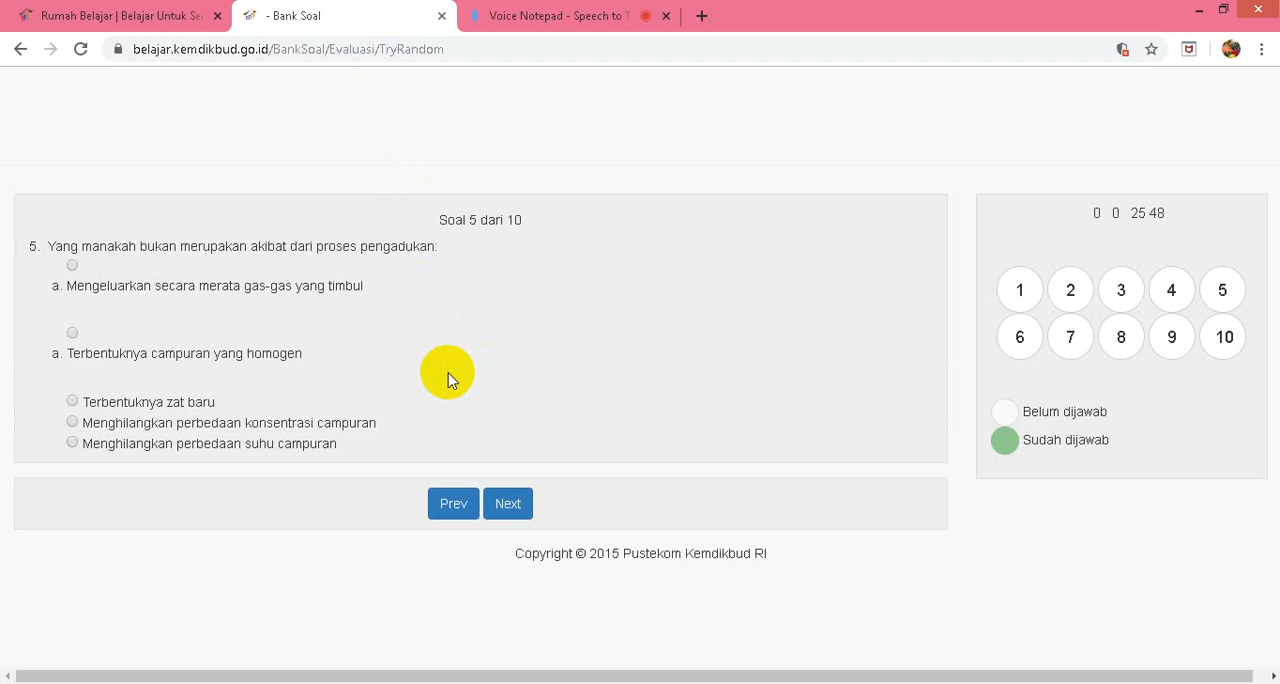 Rumah Belajar | Belajar Untuk Se
- Bank Soal
Voice Notepad - Speech to T
belajar.kemdikbud.go.id/BankSoal/Evaluasi/TryRandom
Soal 5 dari 10
5. Yang manakah bukan merupakan akibat dari proses pengadukan:
a. Mengeluarkan secara merata gas-gas yang timbul
a. Terbentuknya campuran yang homogen
Terbentuknya zat baru
Menghilangkan perbedaan konsentrasi campuran
Menghilangkan perbedaan suhu campuran
Prev Next
0 0 25 48
1 2 3 4 5
6 7 8 9 10
Belum dijawab
Sudah dijawab
Copyright © 2015 Pustekom Kemdikbud RI